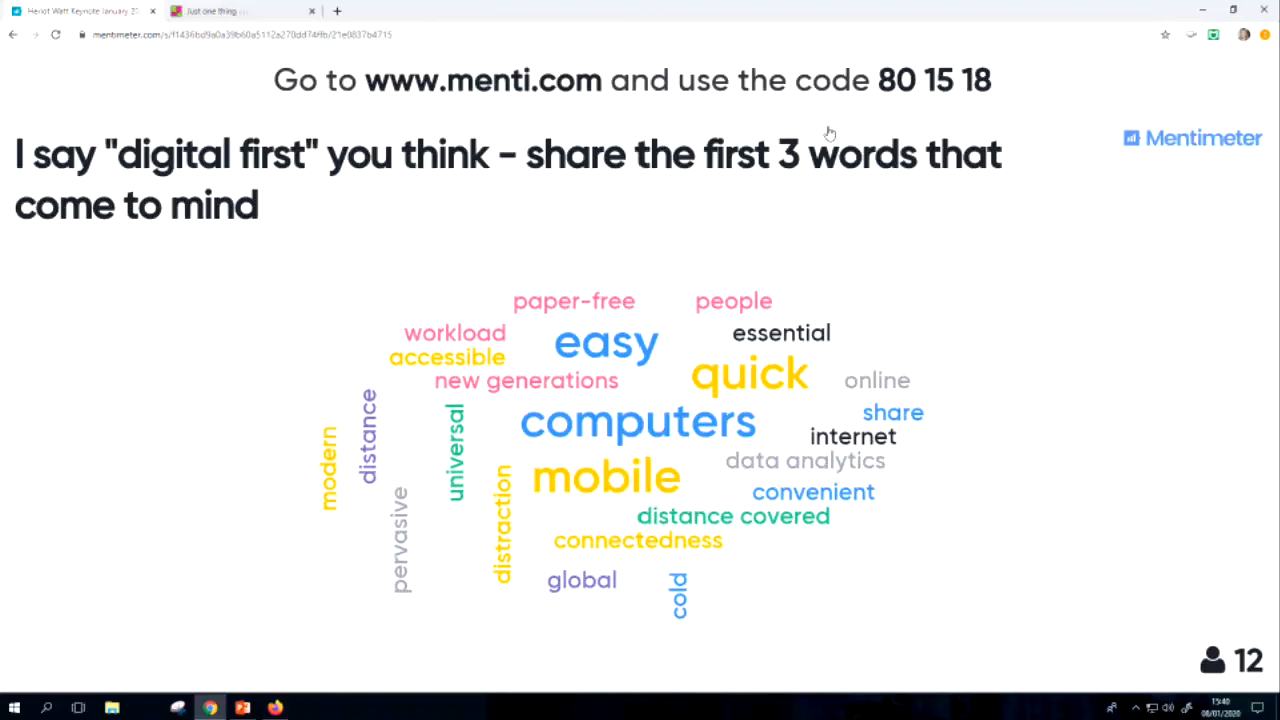 Heriot Watt Keynote January 20
Just one thing ...
mentimeter.com/s/
Go to www.menti.com and use the code 80 15 18
I say "digital first" you think - share the first 3 words that
come to mind
Mentimeter
paper-free
people
workload
easy
essential
accessible
quick
new generations
online
distance
share
computers
universal
internet
modern
data analytics
mobile
distraction
convenient
pervasive
distance covered
connectedness
global
cold
12
15:40
08/01/2020